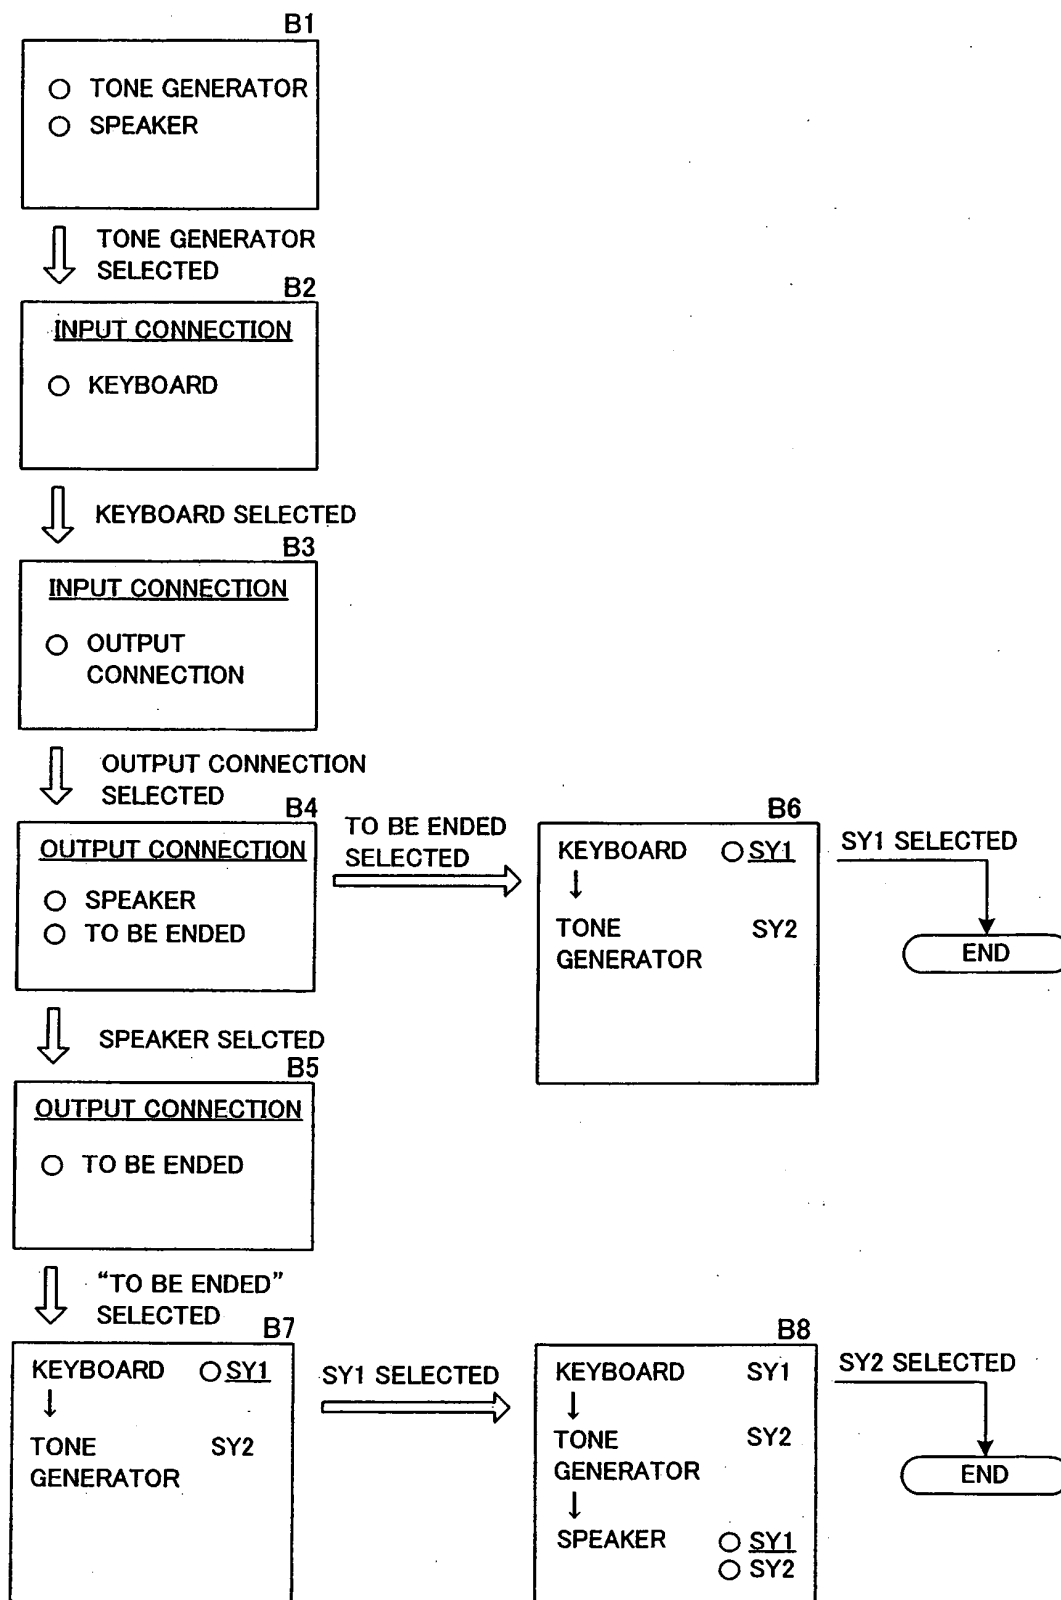 B1
○ TONE GENERATOR
○ SPEAKER
TONE GENERATOR
SELECTED
B2
INPUT CONNECTION
○ KEYBOARD
KEYBOARD SELECTED
B3
INPUT CONNECTION
○ OUTPUT
CONNECTION
OUTPUT CONNECTION
SELECTED
B4
OUTPUT CONNECTION
○ SPEAKER
○ TO BE ENDED
TO BE ENDED
SELECTED
B6
KEYBOARD ○ SY1
↓
TONE SY2
GENERATOR
SY1 SELECTED
END
SPEAKER SELCTED
B5
OUTPUT CONNECTION
○ TO BE ENDED
“TO BE ENDED”
SELECTED
B7
KEYBOARD ○ SY1
↓
TONE SY2
GENERATOR
SY1 SELECTED
B8
KEYBOARD SY1
↓
TONE SY2
GENERATOR
↓
SPEAKER ○ SY1
○ SY2
SY2 SELECTED
END